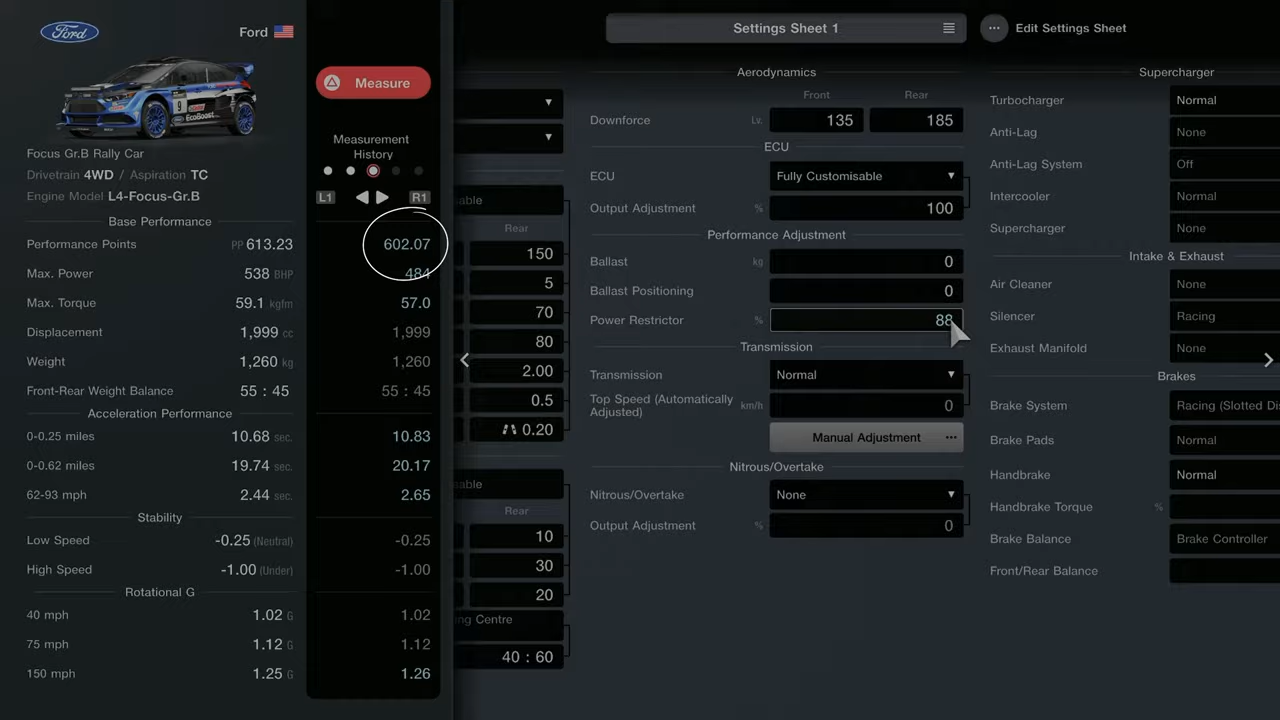 Ford
Ford
Settings Sheet 1
Edit Settings Sheet
Measure
Focus Gr.B Rally Car
Drivetrain 4WD / Aspiration TC
Engine Model L4-Focus-Gr.B
9
EcoBoost
Measurement
History
L1
R1
Base Performance
Performance Points PP 613.23 602.07
Max. Power 538 BHP 484
Max. Torque 59.1 kgfm 57.0
Displacement 1,999 cc 1,999
Weight 1,260 kg 1,260
Front-Rear Weight Balance 55 : 45 55 : 45
Acceleration Performance
0-0.25 miles 10.68 sec. 10.83
0-0.62 miles 19.74 sec. 20.17
62-93 mph 2.44 sec. 2.65
Stability
Low Speed -0.25 (Neutral) -0.25
High Speed -1.00 (Under) -1.00
Rotational G
40 mph 1.02 G 1.02
75 mph 1.12 G 1.12
150 mph 1.25 G 1.26
Rear
150
5
70
80
2.00
0.5
0.20
Rear
10
30
20
Centre
40 : 60
Aerodynamics
Front Rear
Downforce Lv. 135 185
ECU
ECU Fully Customisable
Output Adjustment % 100
Performance Adjustment
Ballast kg 0
Ballast Positioning 0
Power Restrictor % 88
Transmission
Transmission Normal
Top Speed (Automatically
Adjusted) km/h 0
Manual Adjustment
Nitrous/Overtake
Nitrous/Overtake None
Output Adjustment % 0
Supercharger
Turbocharger Normal
Anti-Lag None
Anti-Lag System Off
Intercooler Normal
Supercharger None
Intake & Exhaust
Air Cleaner None
Silencer Racing
Exhaust Manifold None
Brakes
Brake System Racing (Slotted Dis
Brake Pads Normal
Handbrake Normal
Handbrake Torque %
Brake Balance Brake Controller
Front/Rear Balance